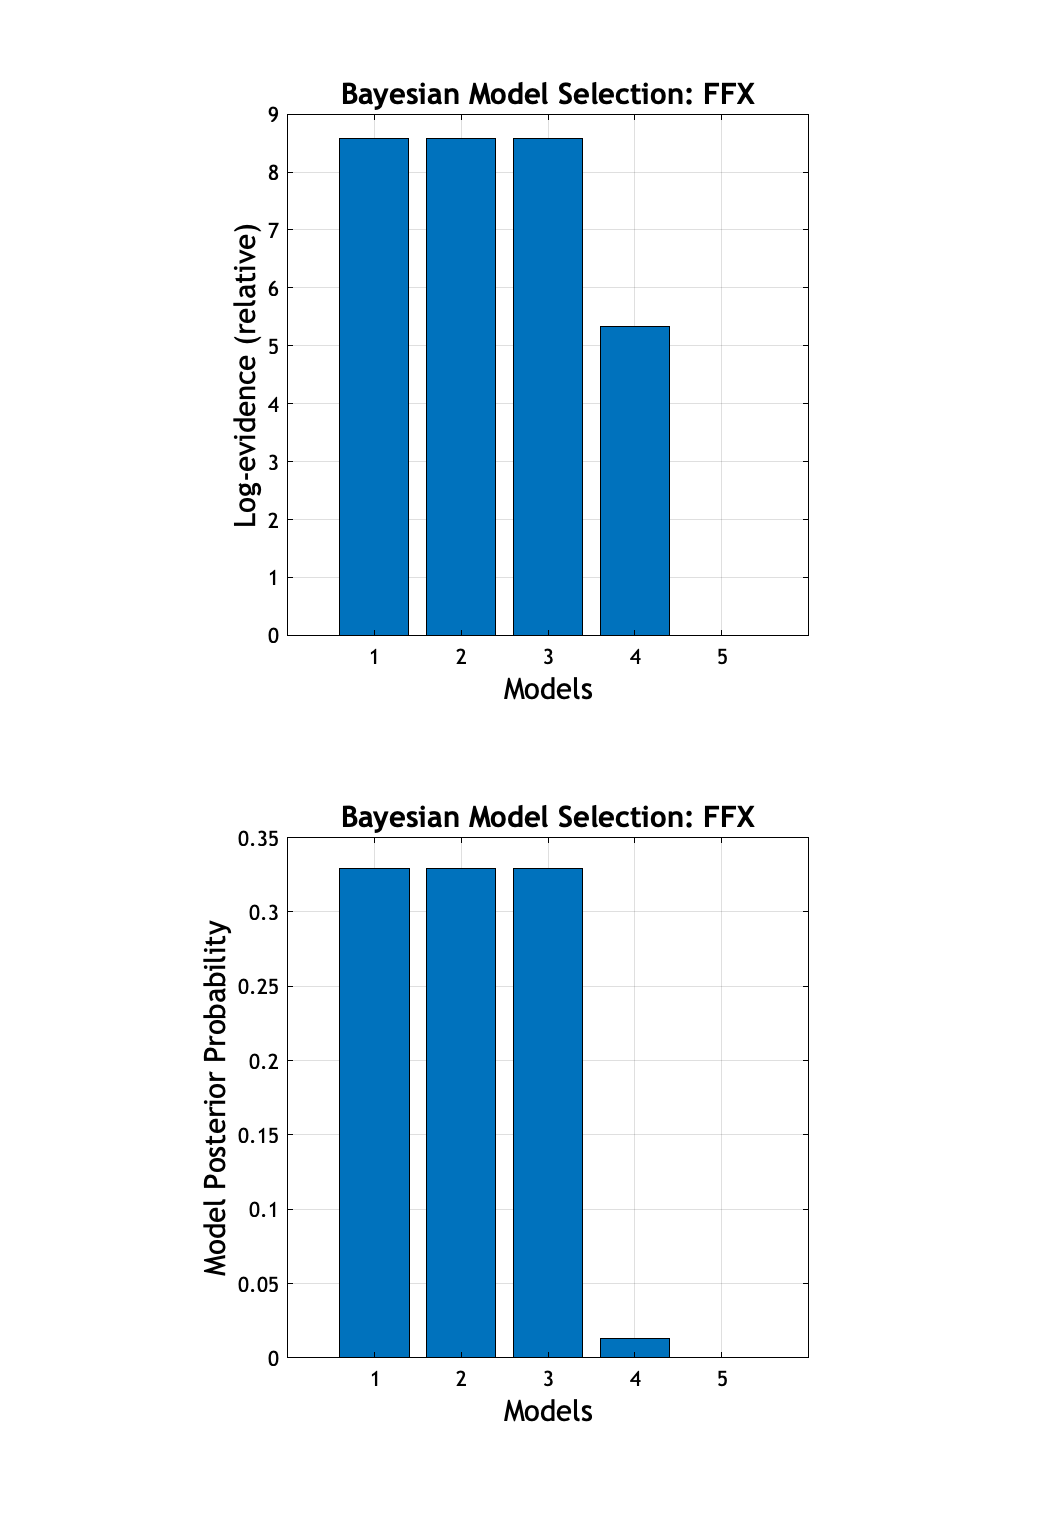 Bayesian Model Selection: FFX
Log-evidence (relative)
9
8
7
6
5
4
3
2
1
0
1 2 3 4 5
Models
Bayesian Model Selection: FFX
Model Posterior Probability
0.35
0.3
0.25
0.2
0.15
0.1
0.05
0
1 2 3 4 5
Models